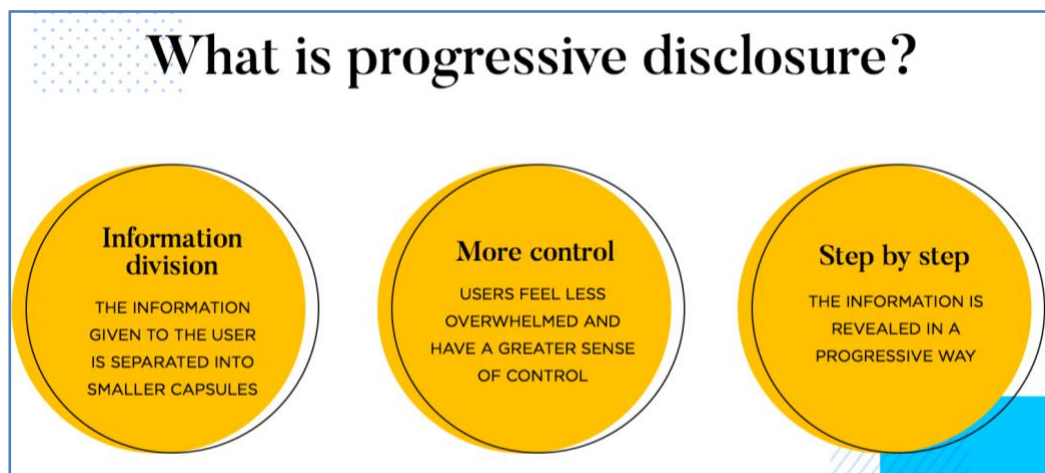 What is progressive disclosure?
Information
division
THE INFORMATION
GIVEN TO THE USER
IS SEPARATED INTO
SMALLER CAPSULES
More control
USERS FEEL LESS
OVERWHELMED AND
HAVE A GREATER SENSE
OF CONTROL
Step by step
THE INFORMATION IS
REVEALED IN A
PROGRESSIVE WAY